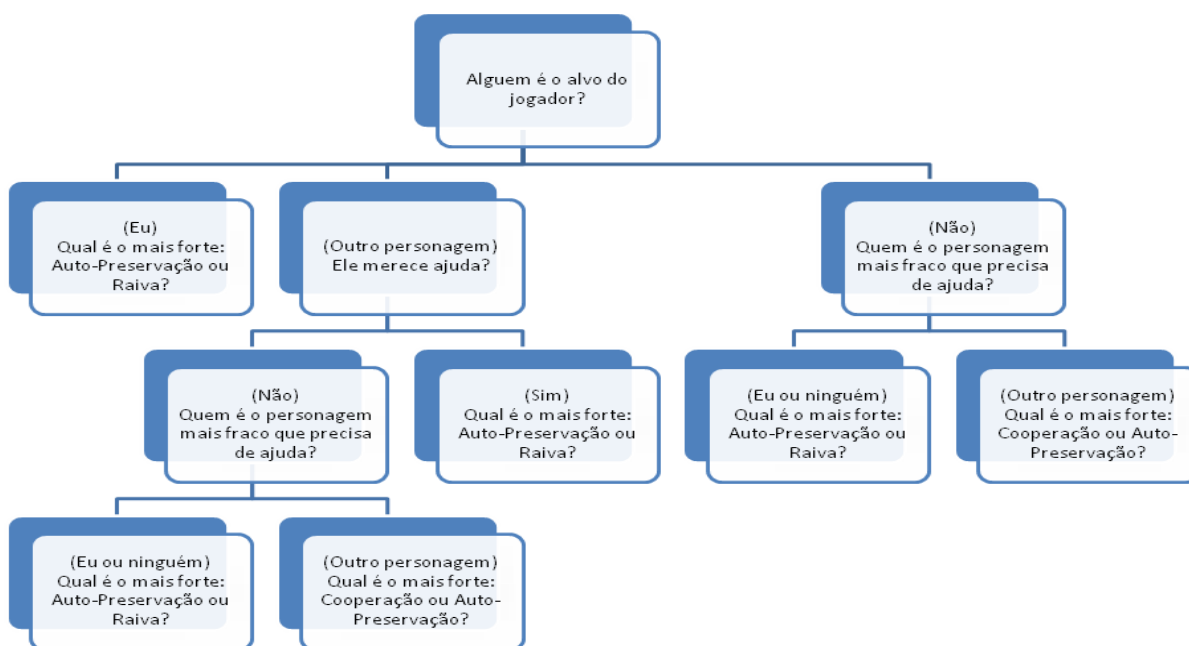 Alguem é o alvo do
jogador?
(Eu)
Qual é o mais forte:
Auto-Preservação ou
Raiva?
(Outro personagem)
Ele merece ajuda?
(Não)
Quem é o personagem
mais fraco que precisa
de ajuda?
(Não)
Quem é o personagem
mais fraco que precisa
de ajuda?
(Sim)
Qual é o mais forte:
Auto-Preservação ou
Raiva?
(Eu ou ninguém)
Qual é o mais forte:
Auto-Preservação ou
Raiva?
(Outro personagem)
Qual é o mais forte:
Cooperação ou Auto-
Preservação?
(Eu ou ninguém)
Qual é o mais forte:
Auto-Preservação ou
Raiva?
(Outro personagem)
Qual é o mais forte:
Cooperação ou Auto-
Preservação?